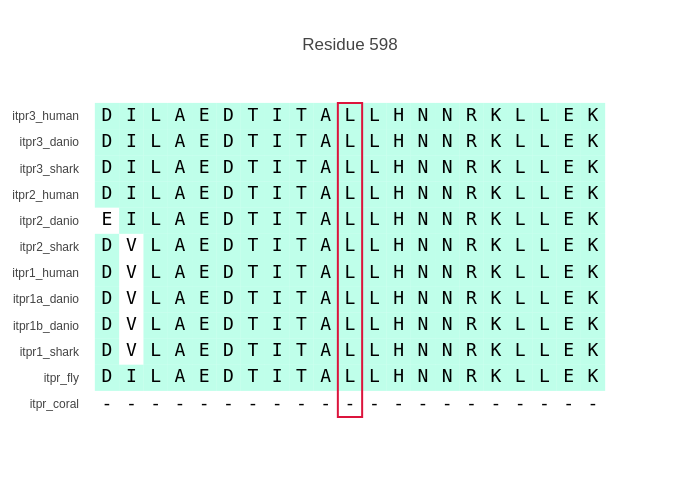 Residue 598
itpr3_human D I L A E D T I T A L L H N N R K L L E K
itpr3_danio D I L A E D T I T A L L H N N R K L L E K
itpr3_shark D I L A E D T I T A L L H N N R K L L E K
itpr2_human D I L A E D T I T A L L H N N R K L L E K
itpr2_danio E I L A E D T I T A L L H N N R K L L E K
itpr2_shark D V L A E D T I T A L L H N N R K L L E K
itpr1_human D V L A E D T I T A L L H N N R K L L E K
itpr1a_danio D V L A E D T I T A L L H N N R K L L E K
itpr1b_danio D V L A E D T I T A L L H N N R K L L E K
itpr1_shark D V L A E D T I T A L L H N N R K L L E K
itpr_fly D I L A E D T I T A L L H N N R K L L E K
itpr_coral - - - - - - - - - - - - - - - - - - - - -